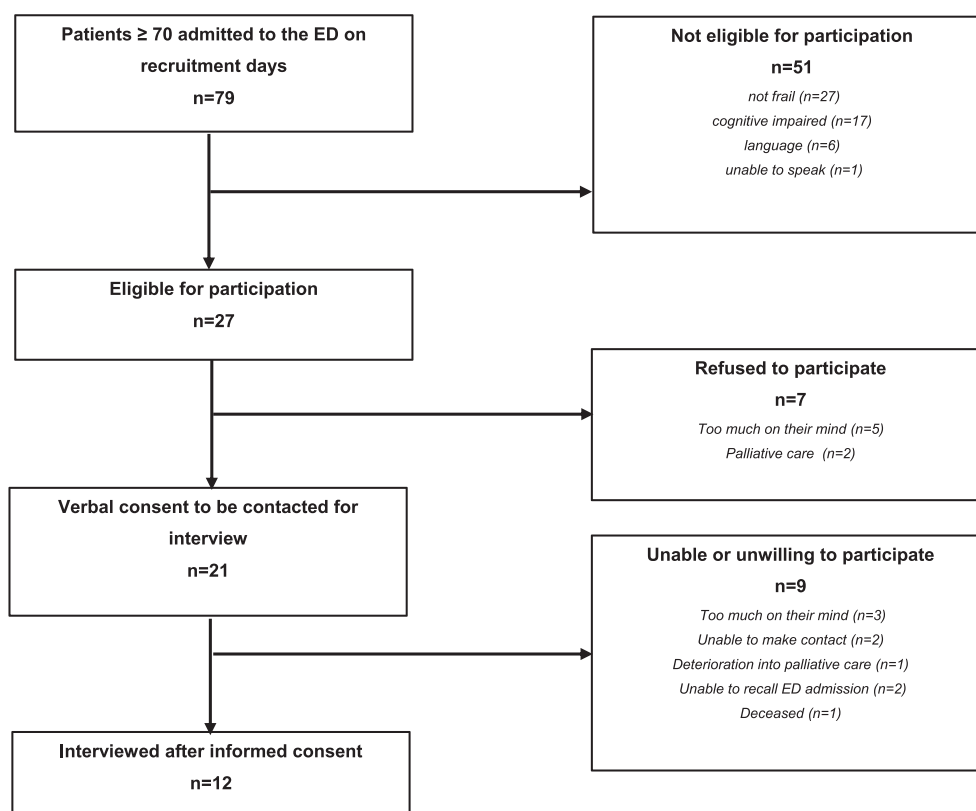 Patients ≥ 70 admitted to the ED on
recruitment days
n=79
Not eligible for participation
n=51
not frail (n=27)
cognitive impaired (n=17)
language (n=6)
unable to speak (n=1)
Eligible for participation
n=27
Refused to participate
n=7
Too much on their mind (n=5)
Palliative care (n=2)
Verbal consent to be contacted for
interview
n=21
Unable or unwilling to participate
n=9
Too much on their mind (n=3)
Unable to make contact (n=2)
Deterioration into palliative care (n=1)
Unable to recall ED admission (n=2)
Deceased (n=1)
Interviewed after informed consent
n=12